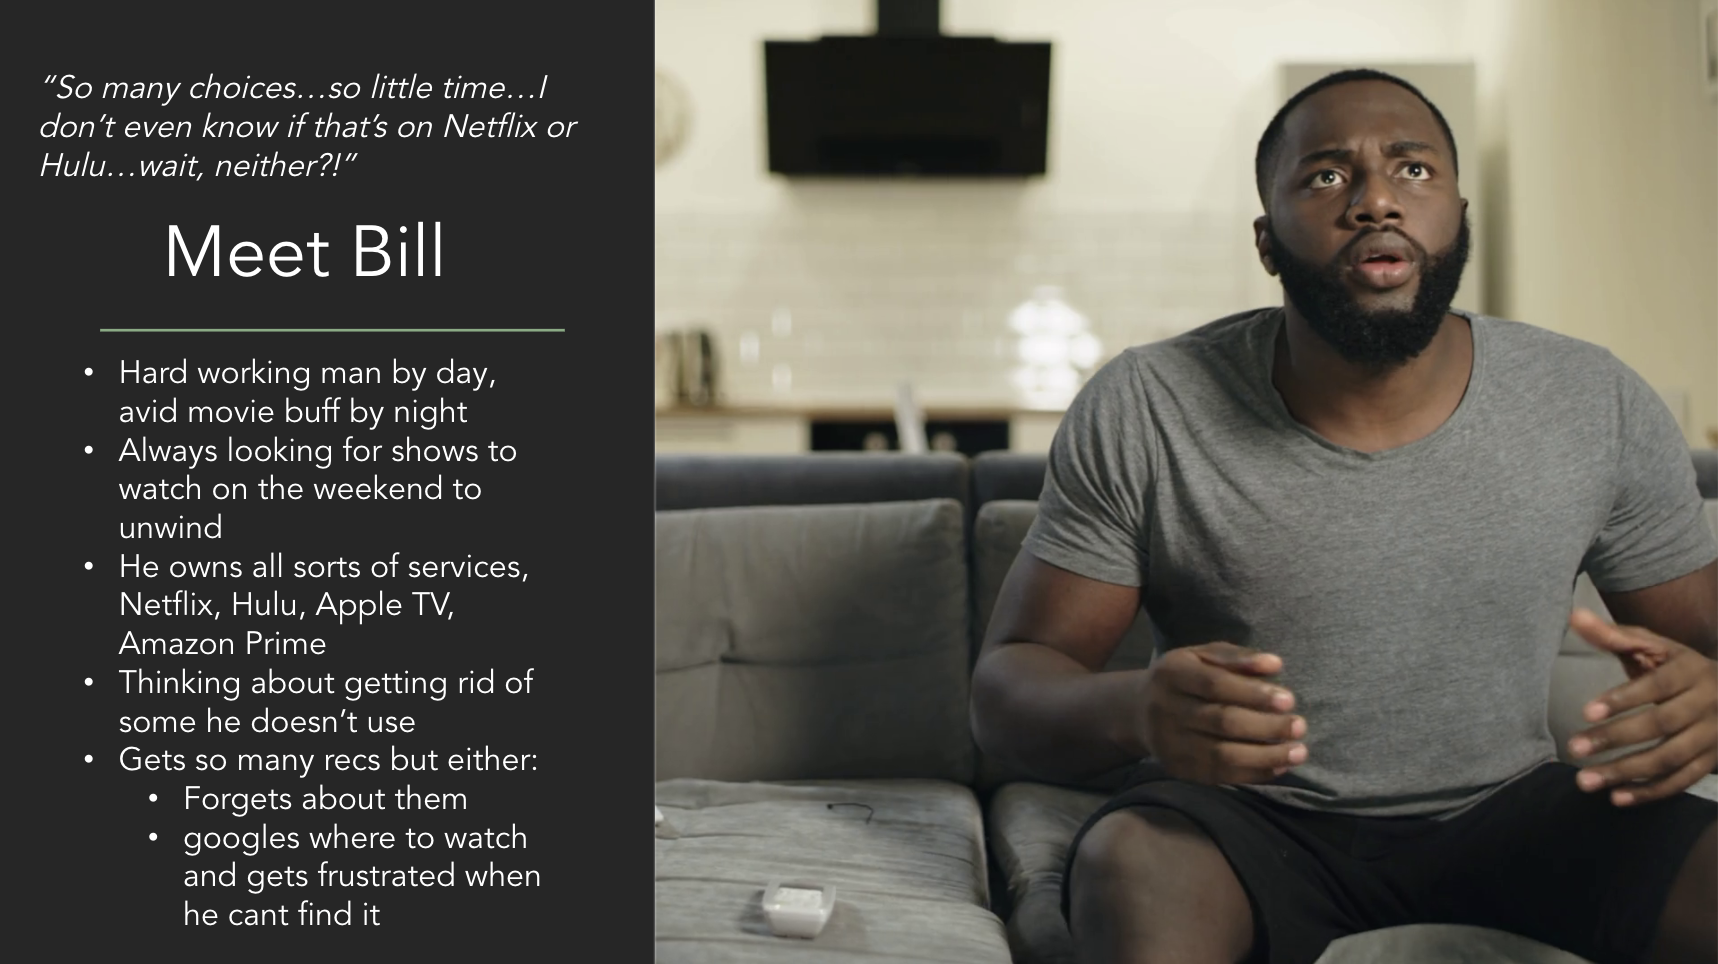 “So many choices…so little time…I
don’t even know if that’s on Netflix or
Hulu…wait, neither?!”
Meet Bill
• Hard working man by day,
avid movie buff by night
• Always looking for shows to
watch on the weekend to
unwind
• He owns all sorts of services,
Netflix, Hulu, Apple TV,
Amazon Prime
• Thinking about getting rid of
some he doesn’t use
• Gets so many recs but either:
• Forgets about them
• googles where to watch
and gets frustrated when
he cant find it